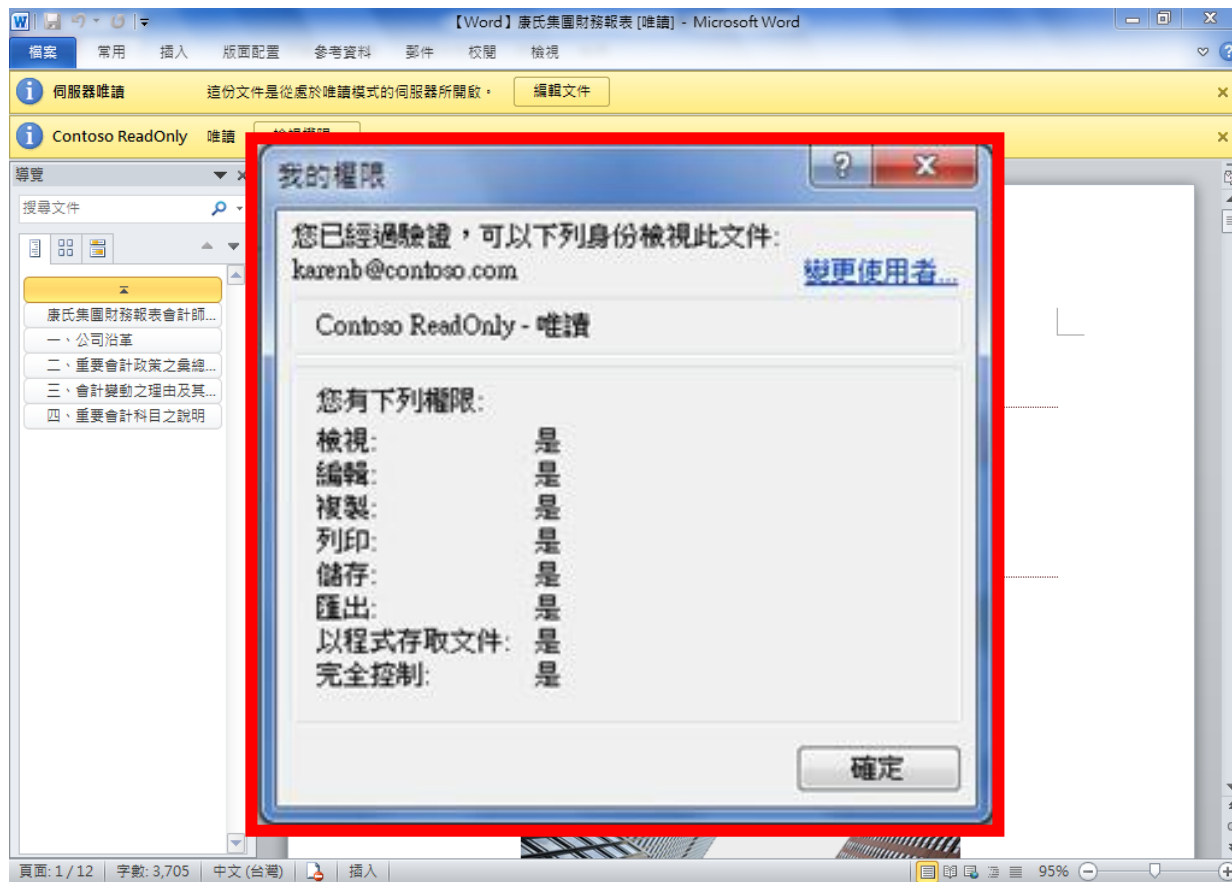 【Word】康氏集團財務報表 [唯讀] - Microsoft Word
檔案 常用 插入 版面配置 參考資料 郵件 校閱 檢視
伺服器唯讀 這份文件是從處於唯讀模式的伺服器所開啟。 編輯文件
Contoso ReadOnly 唯讀 檢視權限...
導覽
搜尋文件
康氏集團財務報表會計師...
一、公司沿革
二、重要會計政策之彙總...
三、會計變動之理由及其...
四、重要會計科目之說明
我的權限
您已經過驗證，可以下列身份檢視此文件:
karenb@contoso.com 變更使用者...
Contoso ReadOnly - 唯讀
您有下列權限:
檢視: 是
編輯: 是
複製: 是
列印: 是
儲存: 是
匯出: 是
以程式存取文件: 是
完全控制: 是
確定
頁面: 1 / 12 字數: 3,705 中文 (台灣) 插入 95%